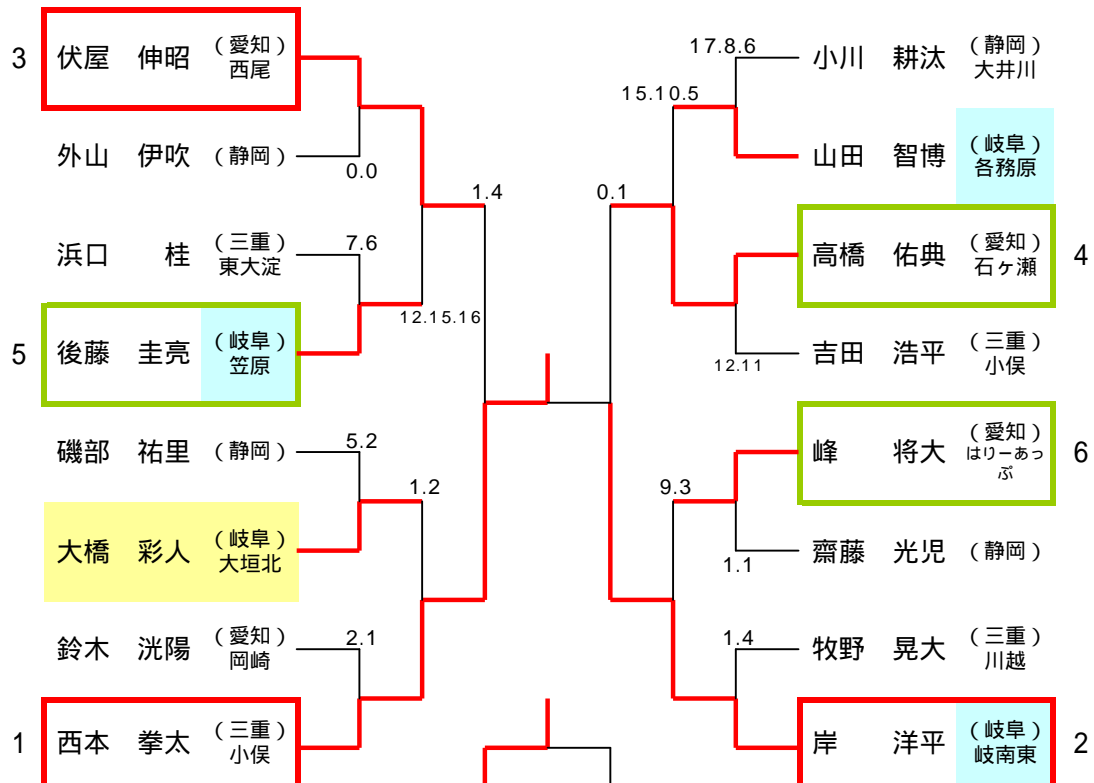 3
伏屋 伸昭
(愛知)
西尾
外山 伊吹 (静岡)
0.0
1.4
浜口 桂
(三重)
東大淀
7.6
12.15.16
5
後藤 圭亮
(岐阜)
笠原
磯部 祐里 (静岡)
5.2
1.2
大橋 彩人
(岐阜)
大垣北
鈴木 洸陽
(愛知)
岡崎
2.1
1
西本 拳太
(三重)
小俣
17.8.6
小川 耕汰
(静岡)
大井川
15.10.5
山田 智博
(岐阜)
各務原
0.1
高橋 佑典
(愛知)
石ヶ瀬
4
12.11
吉田 浩平
(三重)
小俣
峰 将大
(愛知)
はりーあっ
ぷ
6
9.3
1.1
齋藤 光児 (静岡)
1.4
牧野 晃大
(三重)
川越
岸 洋平
(岐阜)
岐南東
2